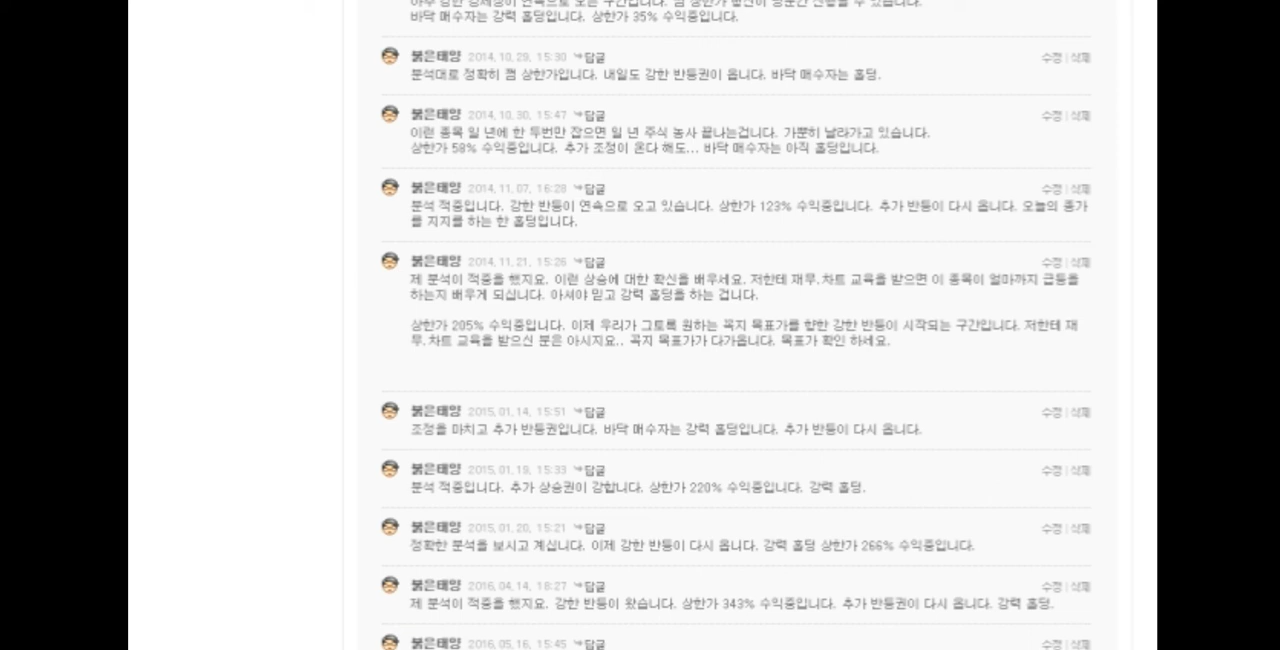 바닥 매수자는 강력 홀딩입니다. 상한가 35% 수익중입니다.
붉은태양 2014.10.29. 15:30 답글 수정 | 삭제
분석대로 정확히 쩜 상한가입니다. 내일도 강한 반등권이 옵니다. 바닥 매수자는 홀딩.
붉은태양 2014.10.30. 15:47 답글 수정 | 삭제
이런 종목 일 년에 한 두번만 잡으면 일 년 주식 농사 끝나는겁니다. 가뿐히 날라가고 있습니다.
상한가 58% 수익중입니다. 추가 조정이 온다 해도... 바닥 매수자는 아직 홀딩입니다.
붉은태양 2014.11.07. 16:28 답글 수정 | 삭제
분석 적중입니다. 강한 반등이 연속으로 오고 있습니다. 상한가 123% 수익중입니다. 추가 반등이 다시 옵니다. 오늘의 종가
를 지지를 하는 한 홀딩입니다.
붉은태양 2014.11.21. 15:26 답글 수정 | 삭제
제 분석이 적중을 했지요. 이런 상승에 대한 확신을 배우세요. 저한테 재무.차트 교육을 받으면 이 종목이 얼마까지 급등을
하는지 배우게 되십니다. 아셔야 믿고 강력 홀딩을 하는 겁니다.
상한가 205% 수익중입니다. 이제 우리가 그토록 원하는 꼭지 목표가를 향한 강한 반등이 시작되는 구간입니다. 저한테 재
무.차트 교육을 받으신 분은 아시지요.. 꼭지 목표가가 다가옵니다. 목표가 확인 하세요.
붉은태양 2015.01.14. 15:51 답글 수정 | 삭제
조정을 마치고 추가 반등권입니다. 바닥 매수자는 강력 홀딩입니다. 추가 반등이 다시 옵니다.
붉은태양 2015.01.19. 15:33 답글 수정 | 삭제
분석 적중입니다. 추가 상승권이 강합니다. 상한가 220% 수익중입니다. 강력 홀딩.
붉은태양 2015.01.20. 15:21 답글 수정 | 삭제
정확한 분석을 보시고 계십니다. 이제 강한 반등이 다시 옵니다. 강력 홀딩 상한가 266% 수익중입니다.
붉은태양 2016.04.14. 18:27 답글 수정 | 삭제
제 분석이 적중을 했지요. 강한 반등이 왔습니다. 상한가 343% 수익중입니다. 추가 반등권이 다시 옵니다. 강력 홀딩.
붉은태양 2016.05.16. 15:45 답글 수정 | 삭제